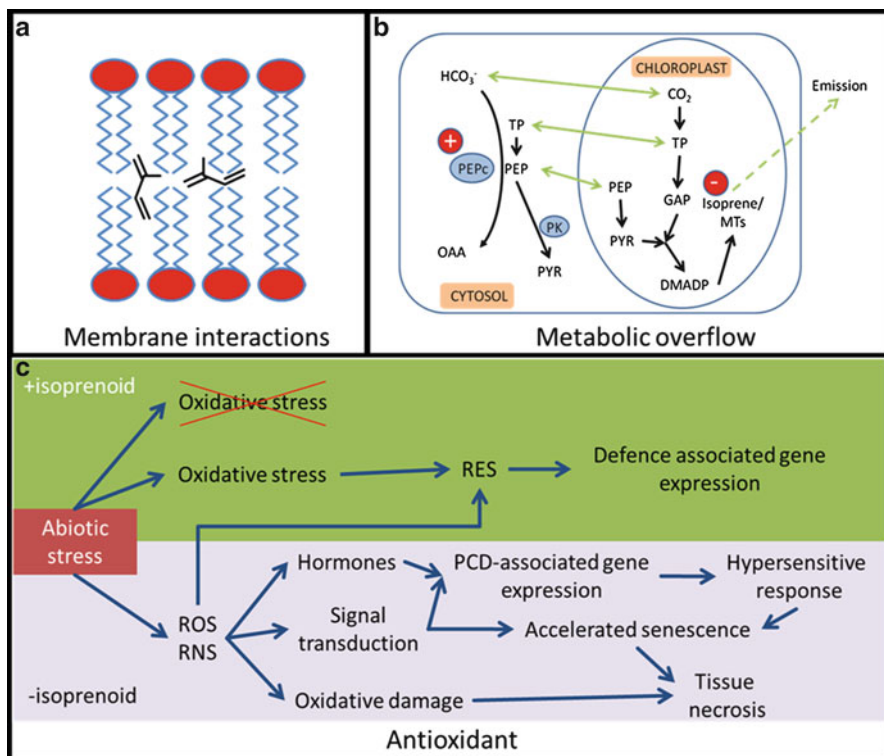 a
Membrane interactions
b
CHLOROPLAST
HCO₃⁻
CO₂
Emission
TP
TP
+
PEPc
PEP
PEP
GAP
-
Isoprene/
MTs
PK
PYR
OAA
PYR
DMADP
CYTOSOL
Metabolic overflow
c
+isoprenoid
Oxidative stress
Oxidative stress
RES
Defence associated gene
expression
Abiotic
stress
Hormones
PCD-associated gene
expression
Hypersensitive
response
ROS
RNS
Signal
transduction
Accelerated senescence
-isoprenoid
Oxidative damage
Tissue
necrosis
Antioxidant